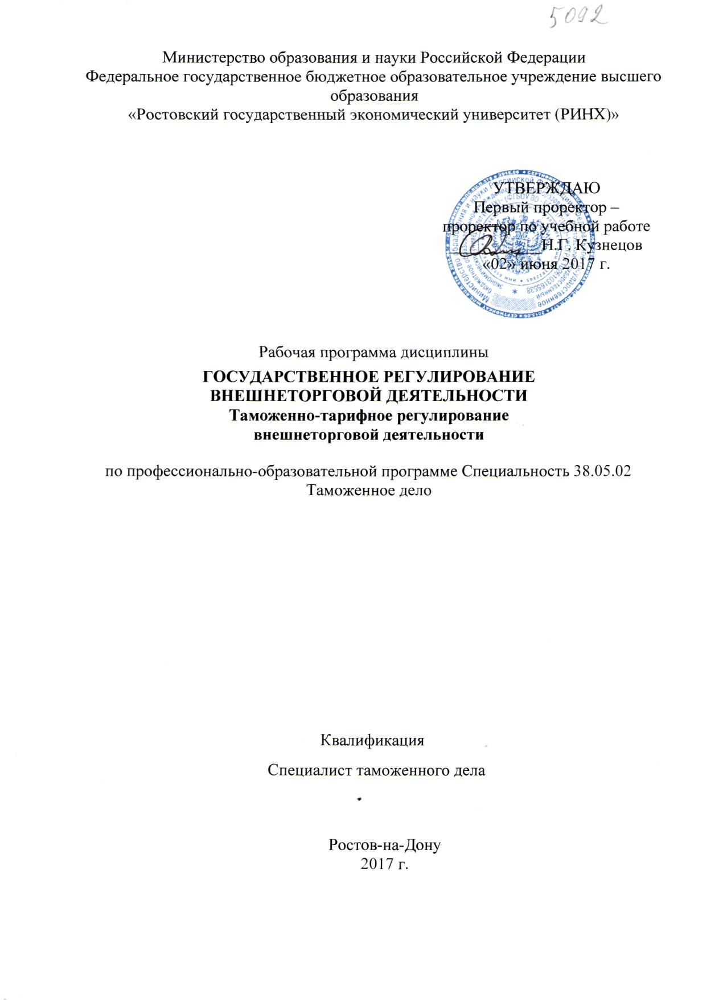 5092
Министерство образования и науки Российской Федерации
Федеральное государственное бюджетное образовательное учреждение высшего
образования
«Ростовский государственный экономический университет (РИНХ)»
УТВЕРЖДАЮ
Первый проректор –
проректор по учебной работе
Н.Г. Кузнецов
«02» июня 2017 г.
Рабочая программа дисциплины
ГОСУДАРСТВЕННОЕ РЕГУЛИРОВАНИЕ
ВНЕШНЕТОРГОВОЙ ДЕЯТЕЛЬНОСТИ
Таможенно-тарифное регулирование
внешнеторговой деятельности
по профессионально-образовательной программе Специальность 38.05.02
Таможенное дело
Квалификация
Специалист таможенного дела
Ростов-на-Дону
2017 г.